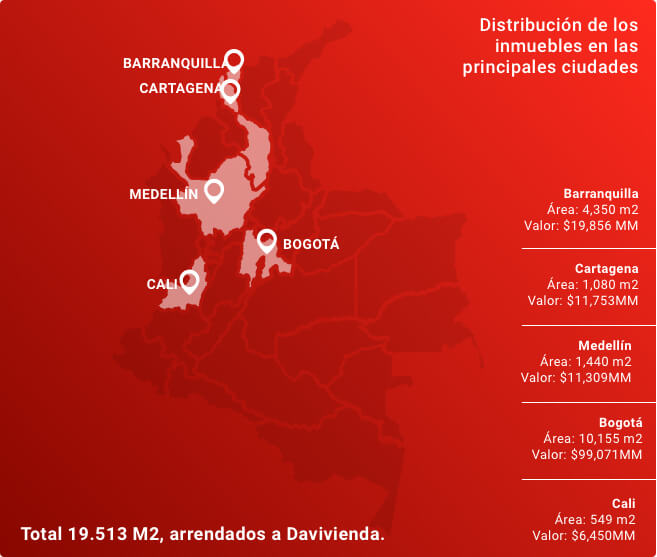 Distribución de los
inmuebles en las
principales ciudades
BARRANQUILLA
CARTAGENA
MEDELLÍN
BOGOTÁ
CALI
Barranquilla
Área: 4,350 m2
Valor: $19,856 MM
Cartagena
Área: 1,080 m2
Valor: $11,753MM
Medellín
Área: 1,440 m2
Valor: $11,309MM
Bogotá
Área: 10,155 m2
Valor: $99,071MM
Cali
Área: 549 m2
Valor: $6,450MM
Total 19.513 M2, arrendados a Davivienda.